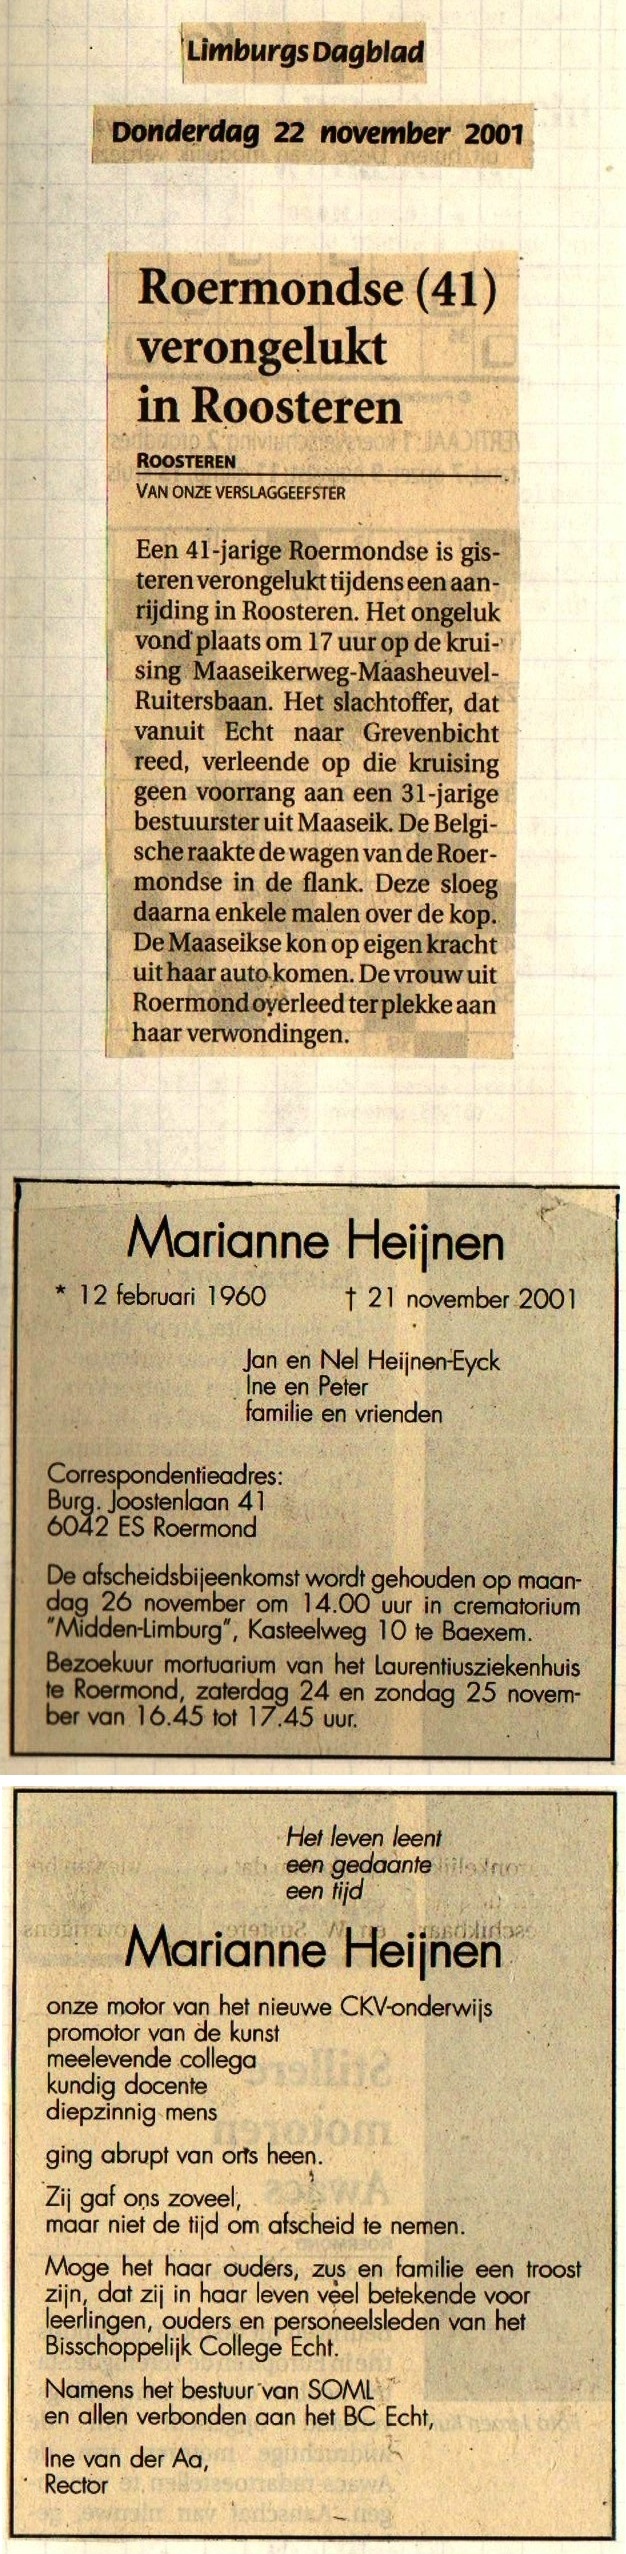 Limburgs Dagblad
Donderdag 22 november 2001
Roermondse (41)
verongelukt
in Roosteren
ROOSTEREN
VAN ONZE VERSLAGGEEFSTER
Een 41-jarige Roermondse is gis-
teren verongelukt tijdens een aan-
rijding in Roosteren. Het ongeluk
vond plaats om 17 uur op de krui-
sing Maaseikerweg-Maasheuvel-
Ruitersbaan. Het slachtoffer, dat
vanuit Echt naar Grevenbicht
reed, verleende op die kruising
geen voorrang aan een 31-jarige
bestuurster uit Maaseik. De Belgi-
sche raakte de wagen van de Roer-
mondse in de flank. Deze sloeg
daarna enkele malen over de kop.
De Maaseikse kon op eigen kracht
uit haar auto komen. De vrouw uit
Roermond overleed ter plekke aan
haar verwondingen.
Marianne Heijnen
* 12 februari 1960 † 21 november 2001
Jan en Nel Heijnen-Eyck
Ine en Peter
familie en vrienden
Correspondentieadres:
Burg. Joostenlaan 41
6042 ES Roermond
De afscheidsbijeenkomst wordt gehouden op maan-
dag 26 november om 14.00 uur in crematorium
"Midden-Limburg", Kasteelweg 10 te Baexem.
Bezoekuur mortuarium van het Laurentiusziekenhuis
te Roermond, zaterdag 24 en zondag 25 novem-
ber van 16.45 tot 17.45 uur.
Het leven leent
een gedaante
een tijd
Marianne Heijnen
onze motor van het nieuwe CKV-onderwijs
promotor van de kunst
meelevende collega
kundig docente
diepzinnig mens
ging abrupt van ons heen.
Zij gaf ons zoveel,
maar niet de tijd om afscheid te nemen.
Moge het haar ouders, zus en familie een troost
zijn, dat zij in haar leven veel betekende voor
leerlingen, ouders en personeelsleden van het
Bisschoppelijk College Echt.
Namens het bestuur van SOML
en allen verbonden aan het BC Echt,
Ine van der Aa,
Rector